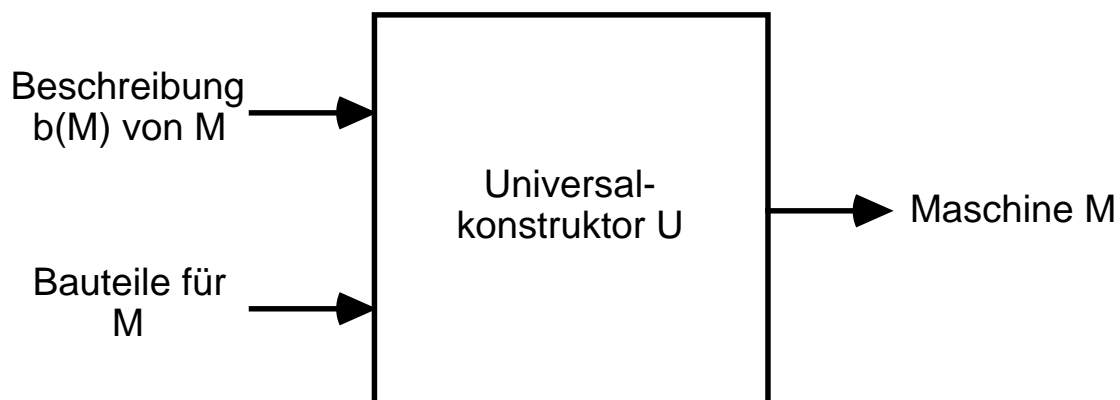 Beschreibung
b(M) von M
Universal-
konstruktor U
Maschine M
Bauteile für
M